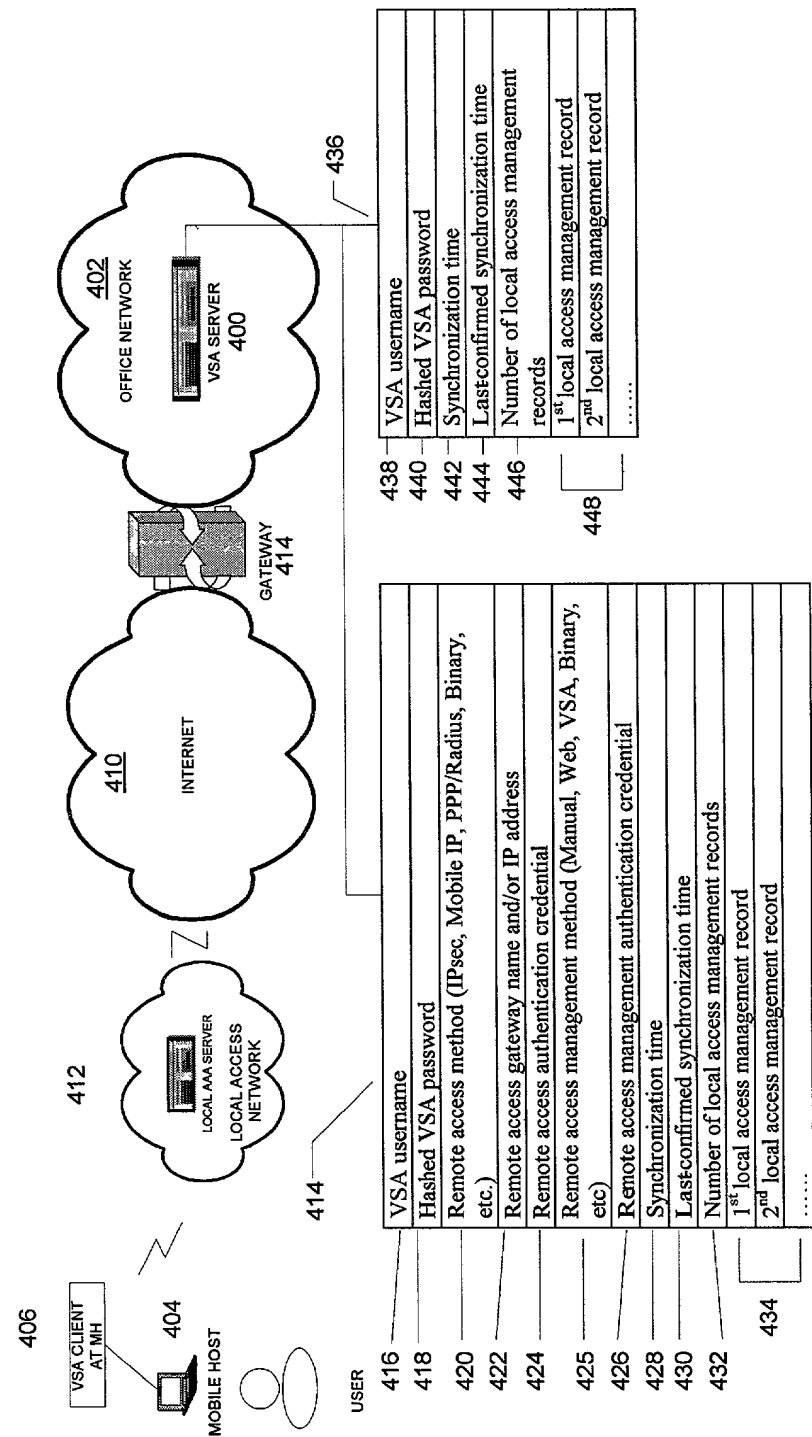 406
VSA CLIENT
AT MH
404
MOBILE HOST
USER
412
LOCAL AAA SERVER
LOCAL ACCESS
NETWORK
410
INTERNET
GATEWAY
414
OFFICE NETWORK
402
VSA SERVER
400
414
416
VSA username
418
Hashed VSA password
420
Remote access method (IPsec, Mobile IP, PPP/Radius, Binary,
etc.)
422
Remote access gateway name and/or IP address
424
Remote access authentication credential
425
Remote access management method (Manual, Web, VSA, Binary,
etc)
426
Remote access management authentication credential
428
Synchronization time
430
Last-confirmed synchronization time
432
Number of local access management records
434
1st local access management record
2nd local access management record
......
436
438
VSA username
440
Hashed VSA password
442
Synchronization time
444
Last-confirmed synchronization time
446
Number of local access management
records
448
1st local access management record
2nd local access management record
......